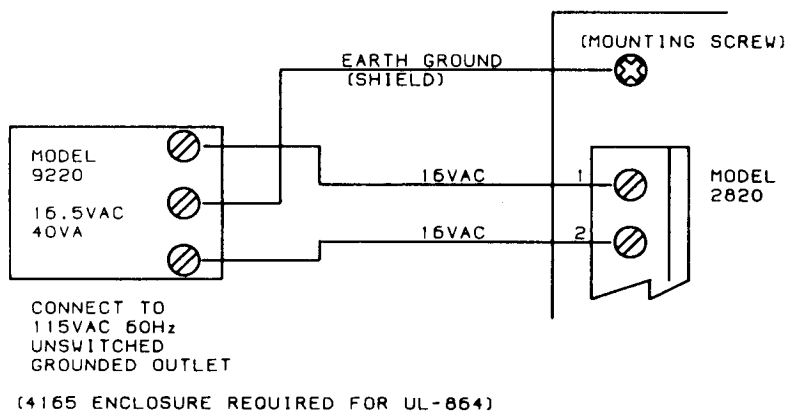 (MOUNTING SCREW)
EARTH GROUND
(SHIELD)
MODEL
9220
16.5VAC
40VA
16VAC
1
MODEL
2820
16VAC
2
CONNECT TO
115VAC 60Hz
UNSWITCHED
GROUNDED OUTLET
(4165 ENCLOSURE REQUIRED FOR UL-864)